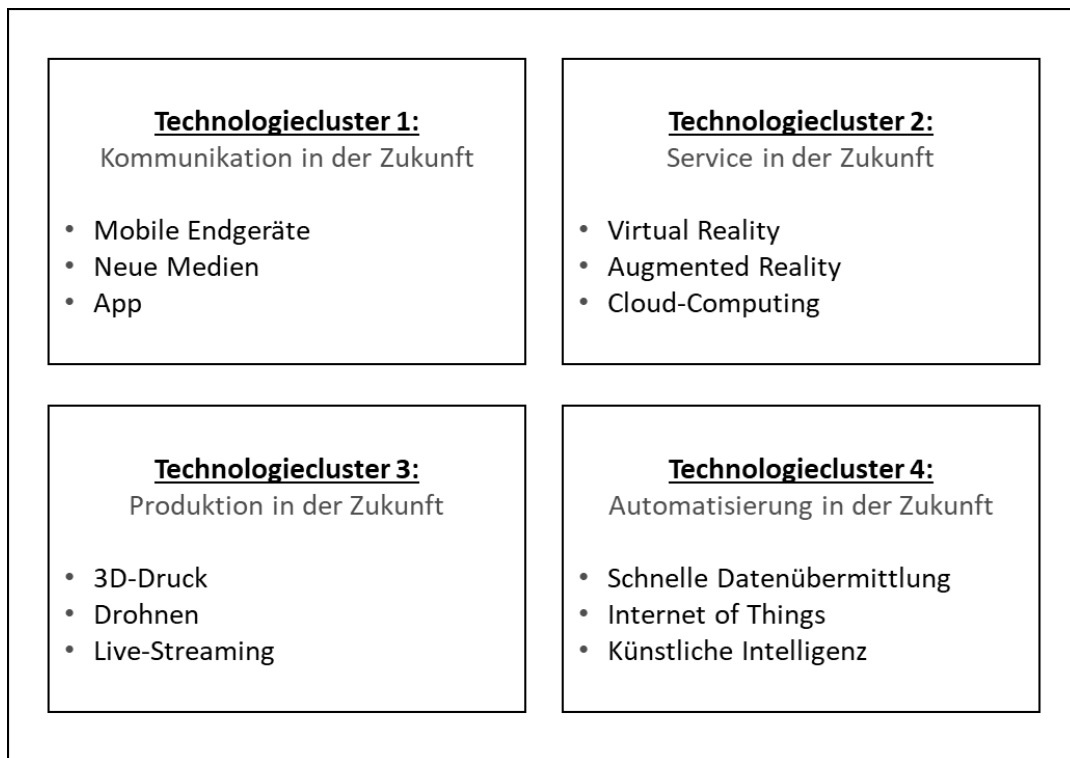 Technologiecluster 1:
Kommunikation in der Zukunft
• Mobile Endgeräte
• Neue Medien
• App
Technologiecluster 2:
Service in der Zukunft
• Virtual Reality
• Augmented Reality
• Cloud-Computing
Technologiecluster 3:
Produktion in der Zukunft
• 3D-Druck
• Drohnen
• Live-Streaming
Technologiecluster 4:
Automatisierung in der Zukunft
• Schnelle Datenübermittlung
• Internet of Things
• Künstliche Intelligenz